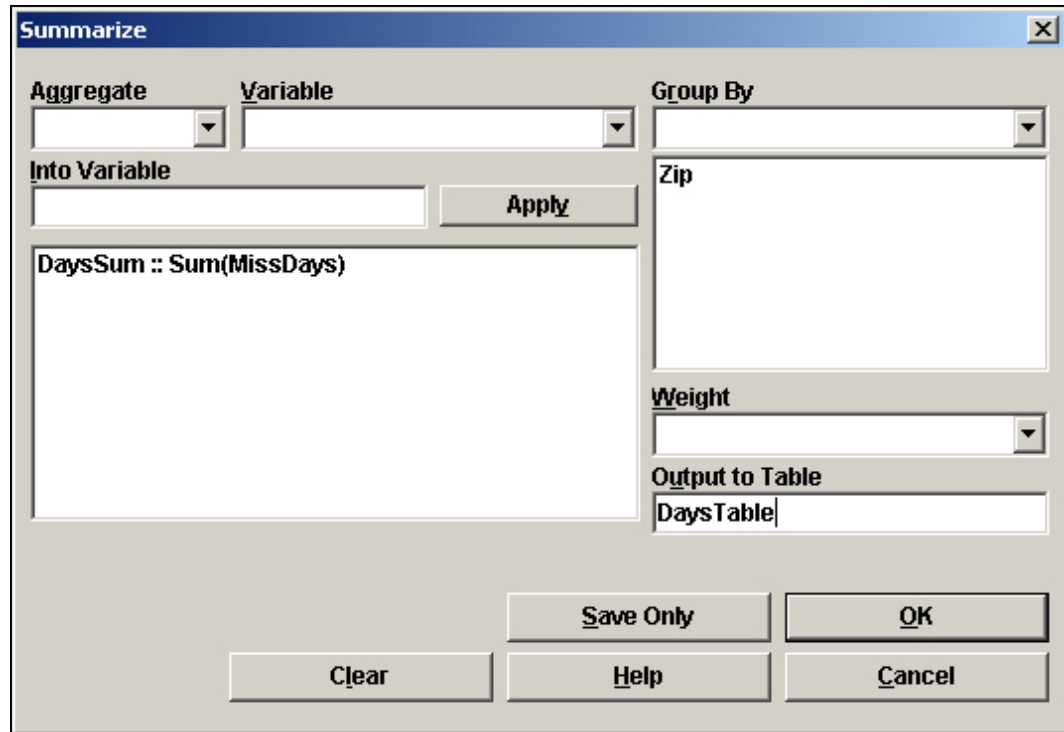 Summarize
Aggregate Variable Group By
Into Variable
Zip
Apply
DaysSum :: Sum(MissDays)
Weight
Output to Table
DaysTable
Save Only OK
Clear Help Cancel